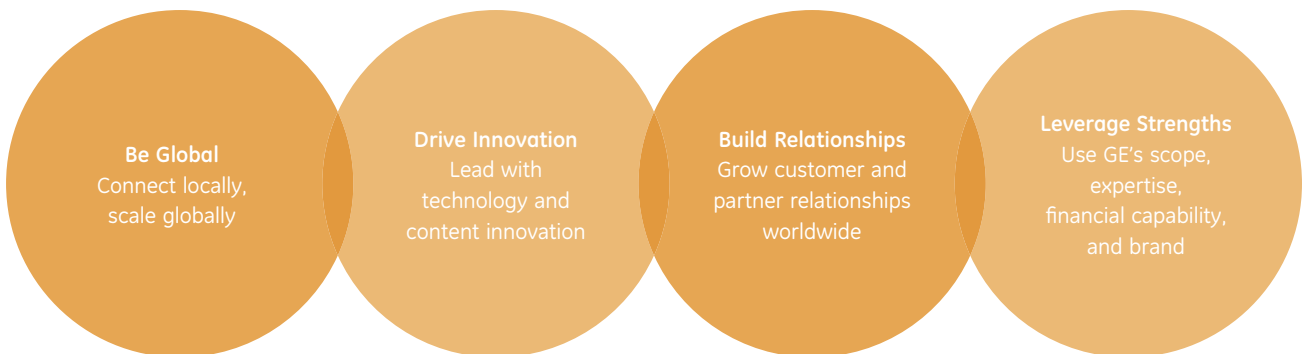 Be Global
Connect locally,
scale globally
Drive Innovation
Lead with
technology and
content innovation
Build Relationships
Grow customer and
partner relationships
worldwide
Leverage Strengths
Use GE’s scope,
expertise,
financial capability,
and brand